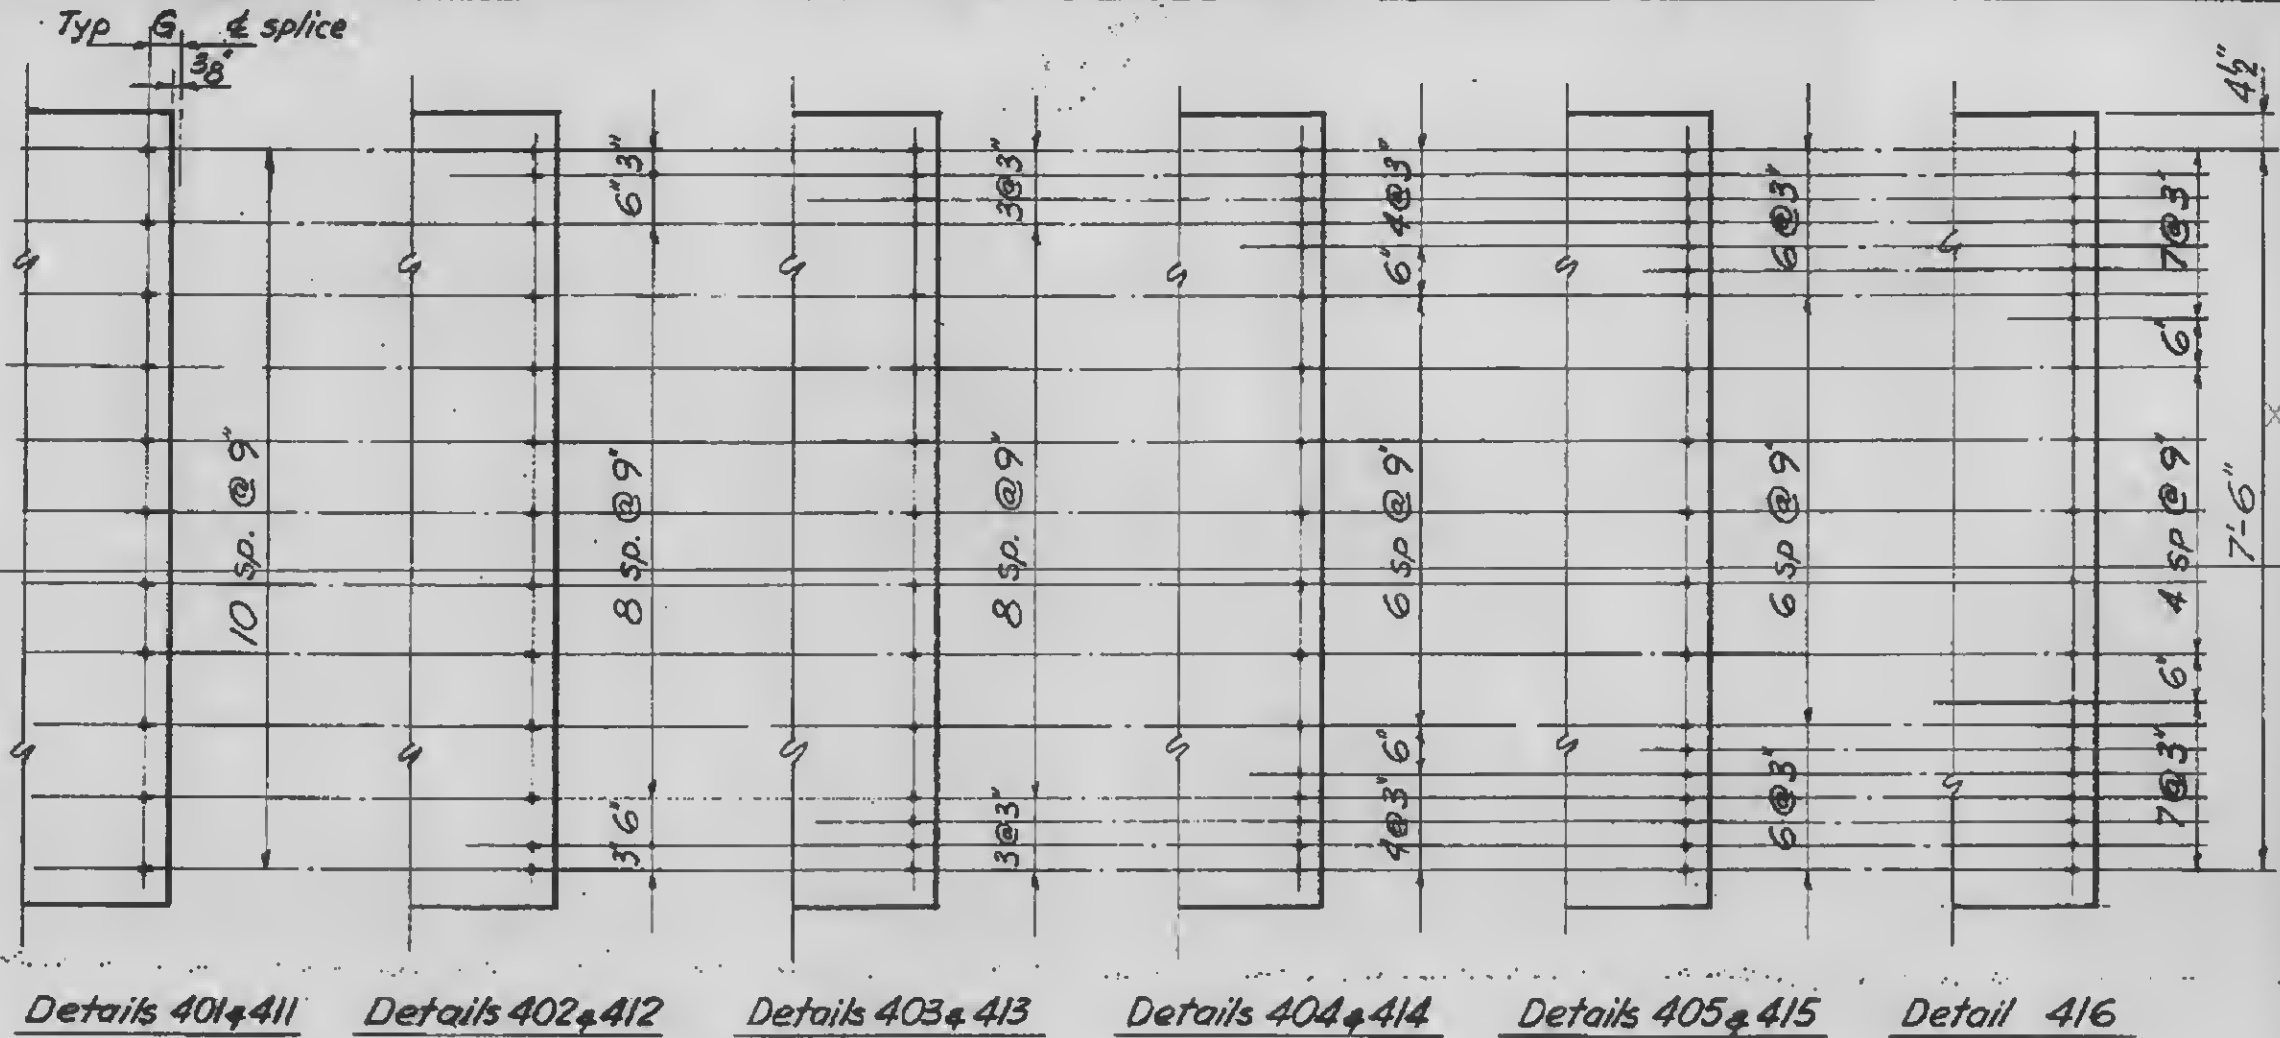 Typ G ₵ splice
3/8"
4½"
10 sp. @ 9"
6" 3"
8 sp. @ 9"
3" 6"
3@3"
8 sp. @ 9"
3@3"
6" 4@3"
6 sp @ 9"
4@3" 6"
6@3"
6 sp @ 9"
6@3"
7@3"
6"
4 sp @ 9"
6"
7@3"
7'-6"
Details 401 & 411
Details 402 & 412
Details 403 & 413
Details 404 & 414
Details 405 & 415
Detail 416